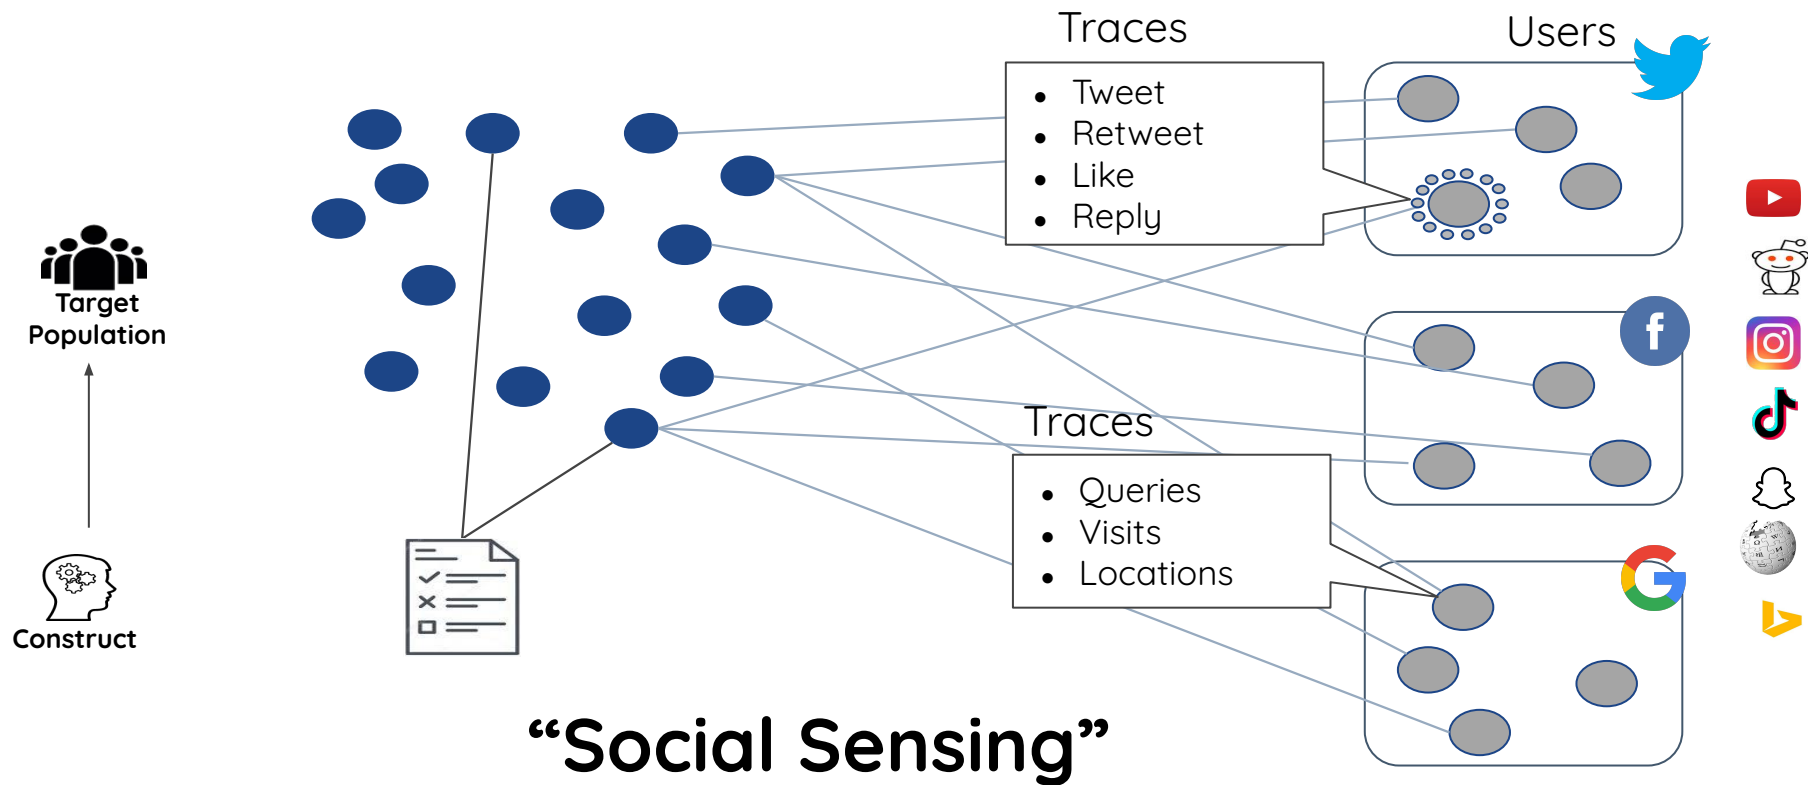 Traces
Users
• Tweet
• Retweet
• Like
• Reply
Target
Population
f
Traces
• Queries
• Visits
• Locations
G
Construct
“Social Sensing”